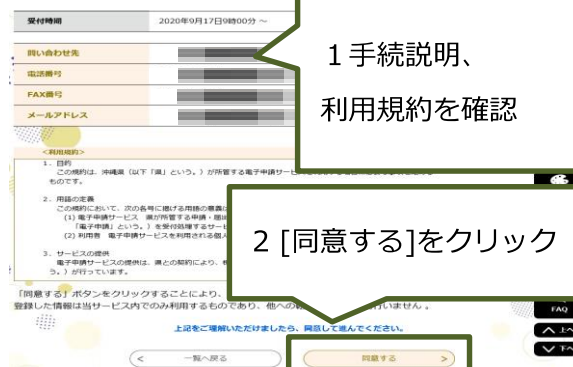 受付時期 2020年9月17日9時00分 ～
問い合わせ先
電話番号
FAX番号
メールアドレス
1 手続説明、
利用規約を確認
<利用規約>
1．目的
この規約は、沖縄県（以下「県」という。）が所管する電子申請サービ
ものです。
2．用語の定義
この規約において、次の各号に掲げる用語の意義は
(1) 電子申請サービス 県が所管する申請・届出
「電子申請」という。）を受付処理するサービ
(2) 利用者 電子申請サービスを利用される個人
3．サービスの提供
電子申請サービスの提供は、県との契約により、
う。）が行っています。
2 [同意する]をクリック
「同意する」ボタンをクリックすることにより、
登録した情報は当サービス内でのみ利用するものであり、他への
行いません 。
上記をご理解いただけましたら、同意して進んでください。
< 一覧へ戻る
同意する >
FAQ